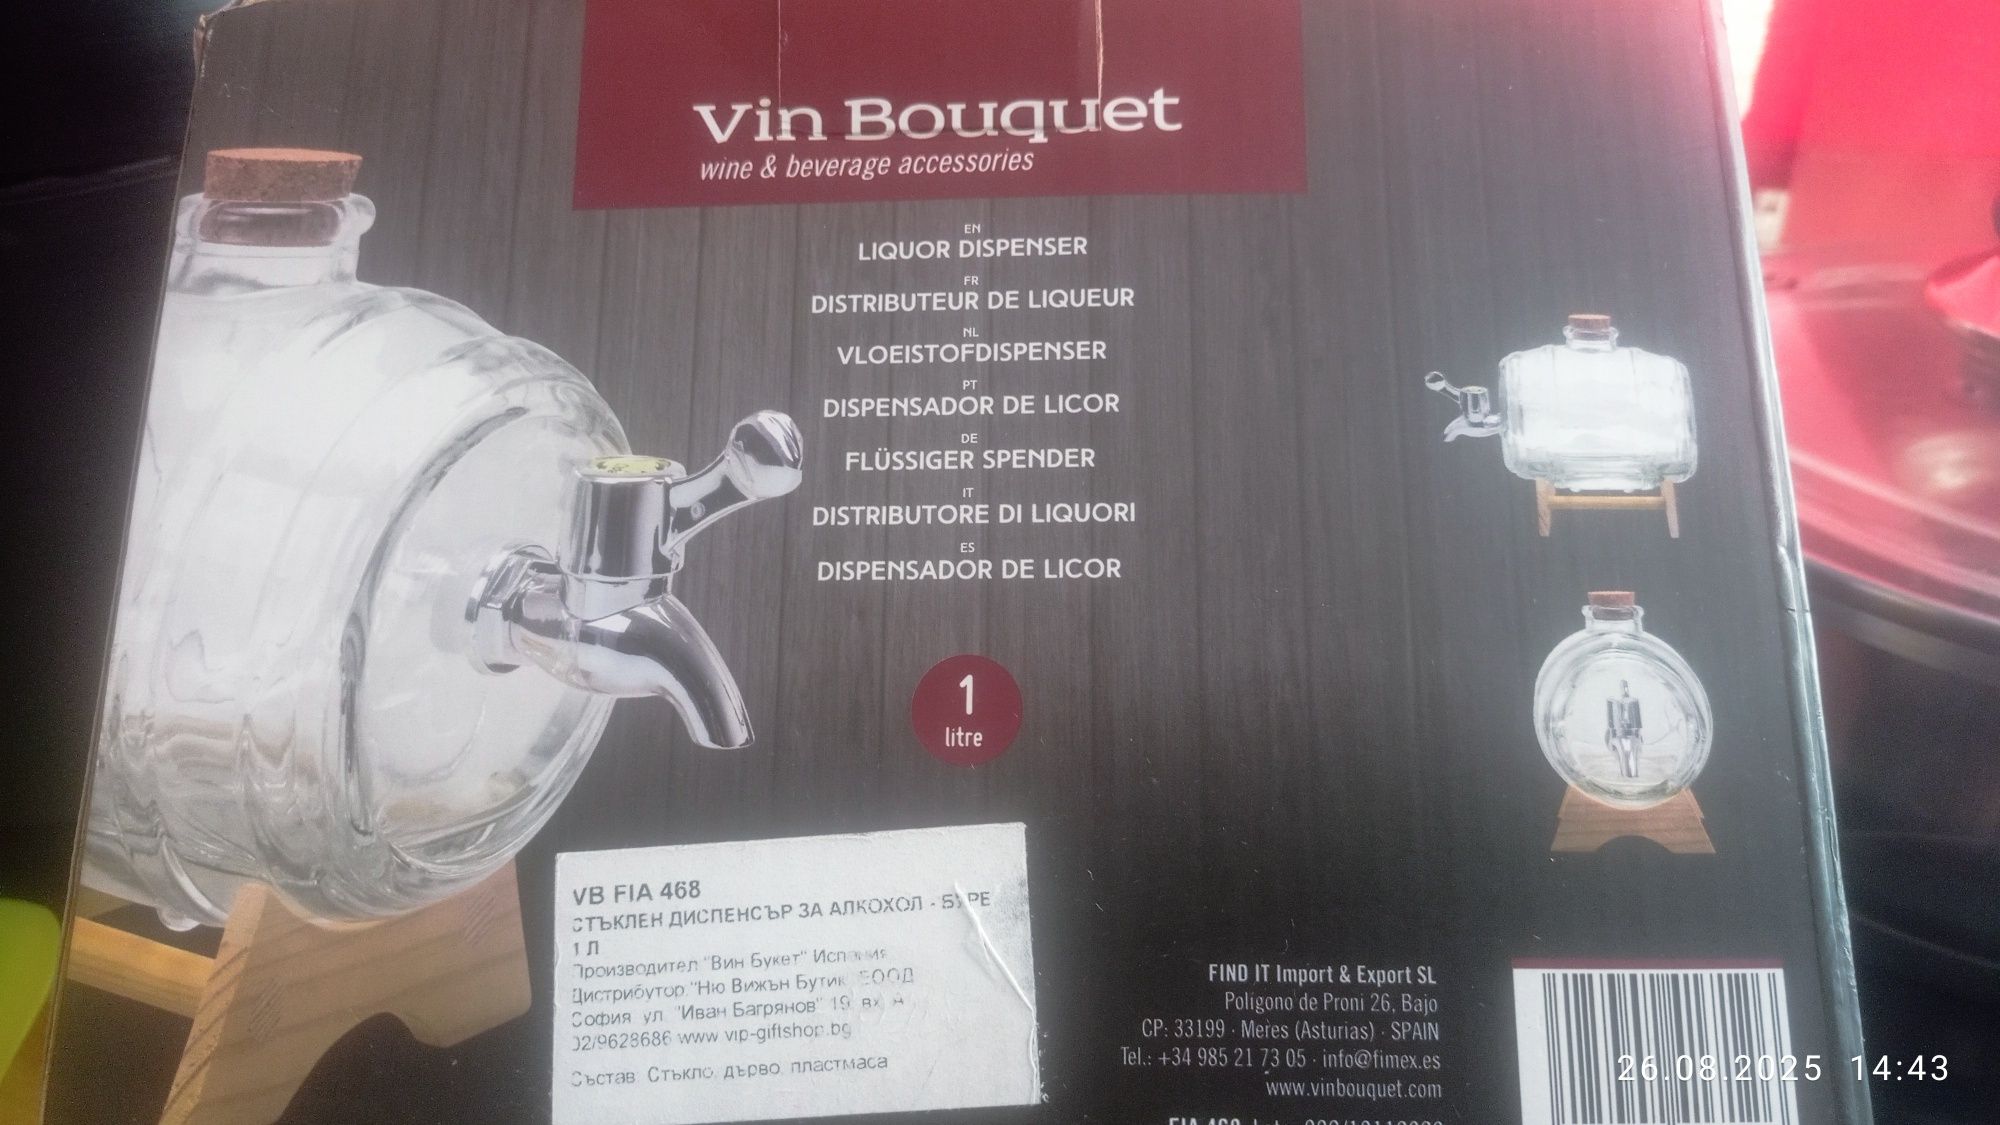 Vin Bouquet
wine & beverage accessories
EN
LIQUOR DISPENSER
FR
DISTRIBUTEUR DE LIQUEUR
NL
VLOEISTOFDISPENSER
PT
DISPENSADOR DE LICOR
DE
FLÜSSIGER SPENDER
IT
DISTRIBUTORE DI LIQUORI
ES
DISPENSADOR DE LICOR
1
litre
VB FIA 468
СТЪКЛЕН ДИСПЕНСЪР ЗА АЛКОХОЛ -
1 Л
Производител "Вин Букет" Испания
Дистрибутор "Ню Вижън Бутик ЕООД
София ул. "Иван Багрянов" 19 вх А
02/9628686 www vip-giftshop.bg
Състав Стъкло, дърво, пластмаса
FIND IT Import & Export SL
Polígono de Proni 26, Bajo
CP: 33199 · Meres (Asturias) · SPAIN
Tel.: +34 985 21 73 05 · info@fimex.es
www.vinbouquet.com
FIA 468
26.08.2025 14:43